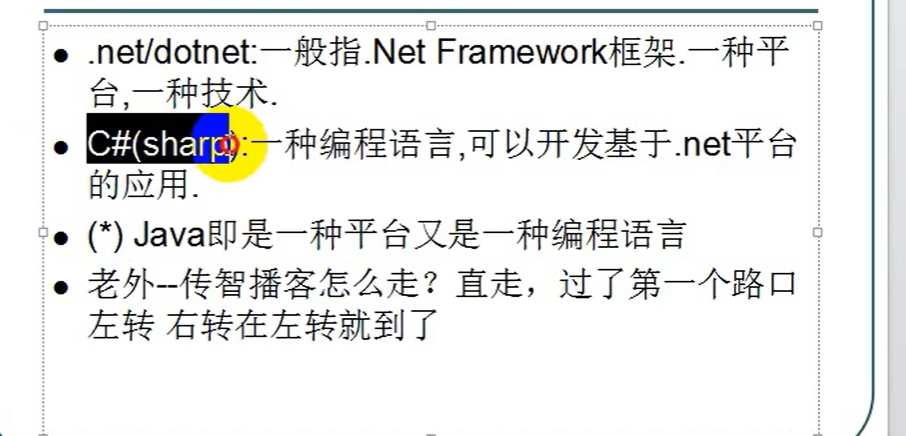 .net/dotnet:一般指.Net Framework框架.一种平
台,一种技术.
C#(sharp):一种编程语言,可以开发基于.net平台
的应用.
(*) Java即是一种平台又是一种编程语言
老外--传智播客怎么走？直走，过了第一个路口
左转 右转在左转就到了